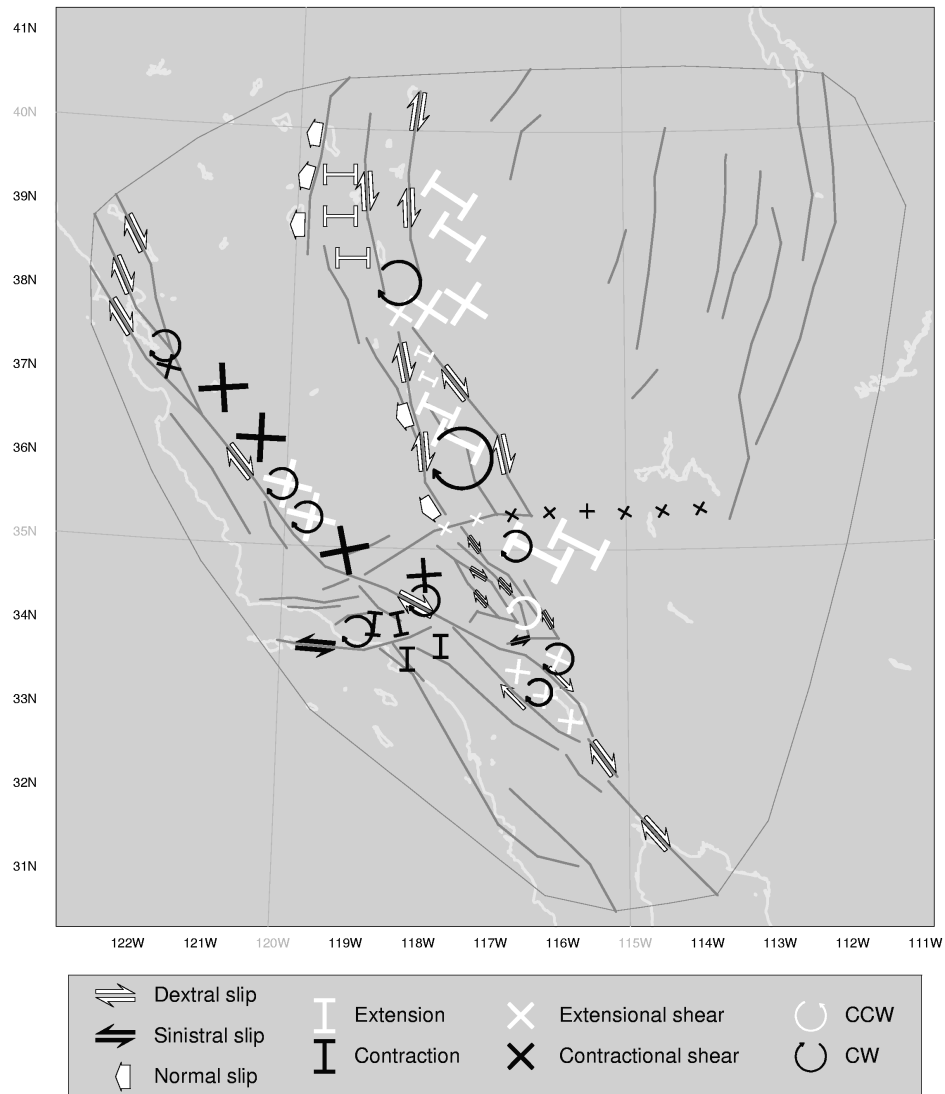 41N
40N
39N
38N
37N
36N
35N
34N
33N
32N
31N
122W 121W 120W 119W 118W 117W 116W 115W 114W 113W 112W 111W
Dextral slip
Sinistral slip
Normal slip
Extension
Contraction
Extensional shear
Contractional shear
CCW
CW